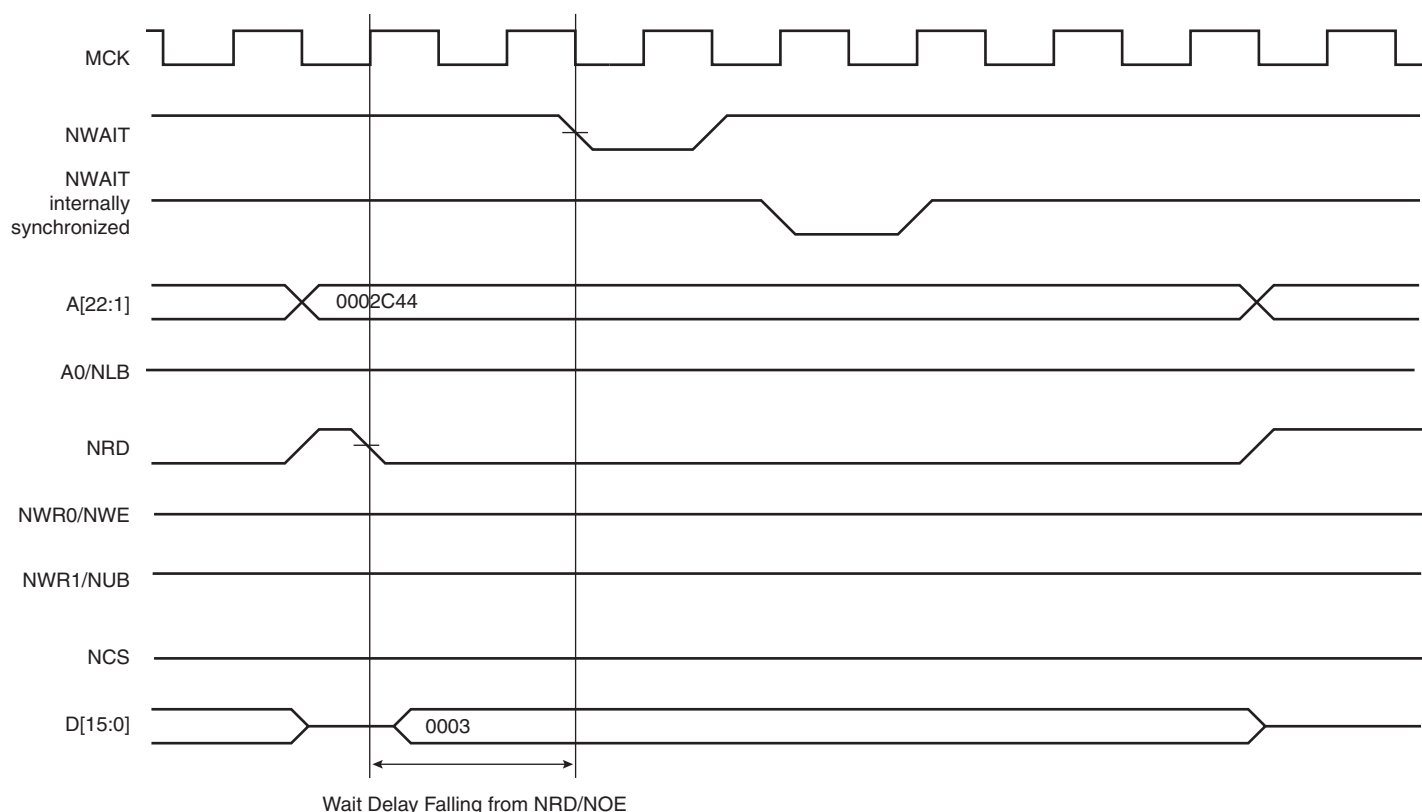 MCK
NWAIT
NWAIT
internally
synchronized
A[22:1]
0002C44
A0/NLB
NRD
NWR0/NWE
NWR1/NUB
NCS
D[15:0]
0003
Wait Delay Falling from NRD/NOE